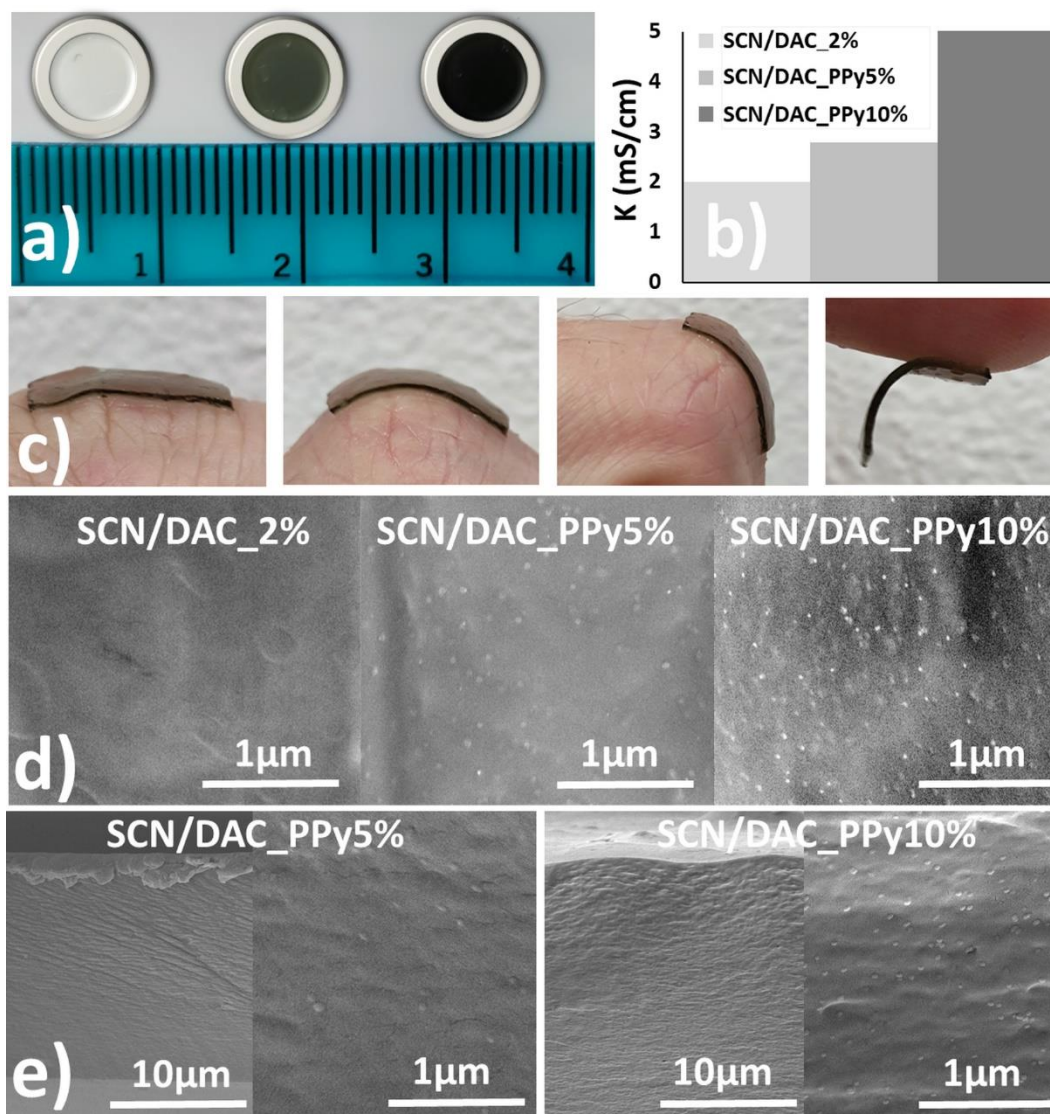 a)
1 2 3 4
5
4
3
2
1
0
K (mS/cm)
SCN/DAC_2%
SCN/DAC_PPy5%
SCN/DAC_PPy10%
b)
c)
SCN/DAC_2%
SCN/DAC_PPy5%
SCN/DAC_PPy10%
1µm
1µm
1µm
d)
SCN/DAC_PPy5%
SCN/DAC_PPy10%
10µm
1µm
10µm
1µm
e)